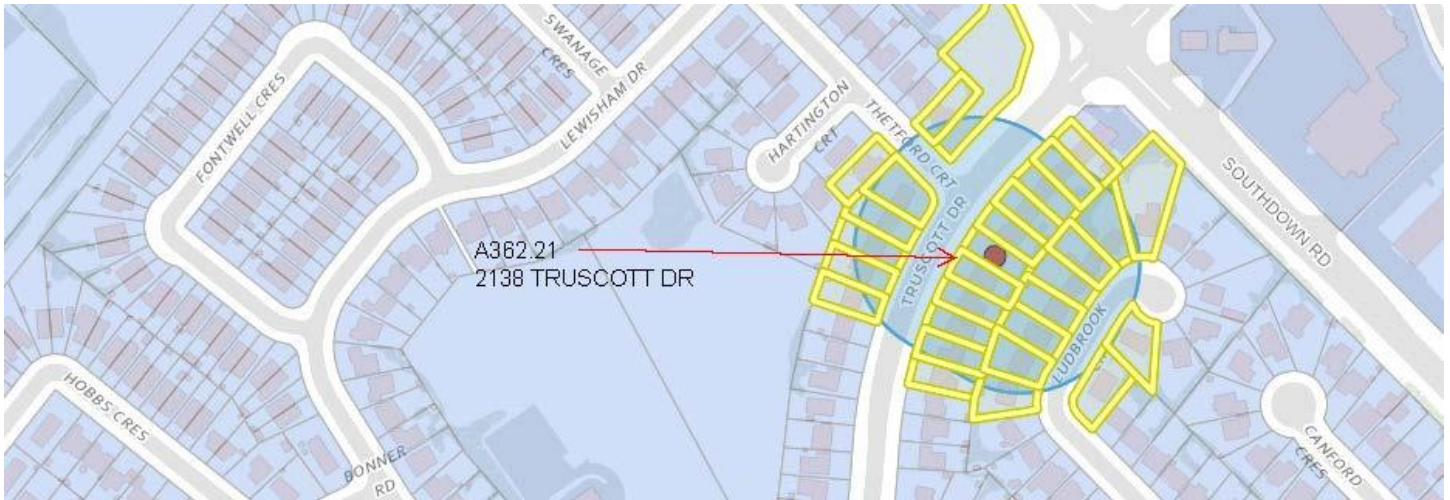 SWANAGE
CRES
FONTWELL CRES
LEWISHAM DR
HARTINGTON
CRT
THETFORD CRT
SOUTHDOWN RD
A362.21
2138 TRUSCOTT DR
TRUSCOTT DR
LUDBROOK
HOBBS CRES
BONNER
RD
CANFORD
CRES